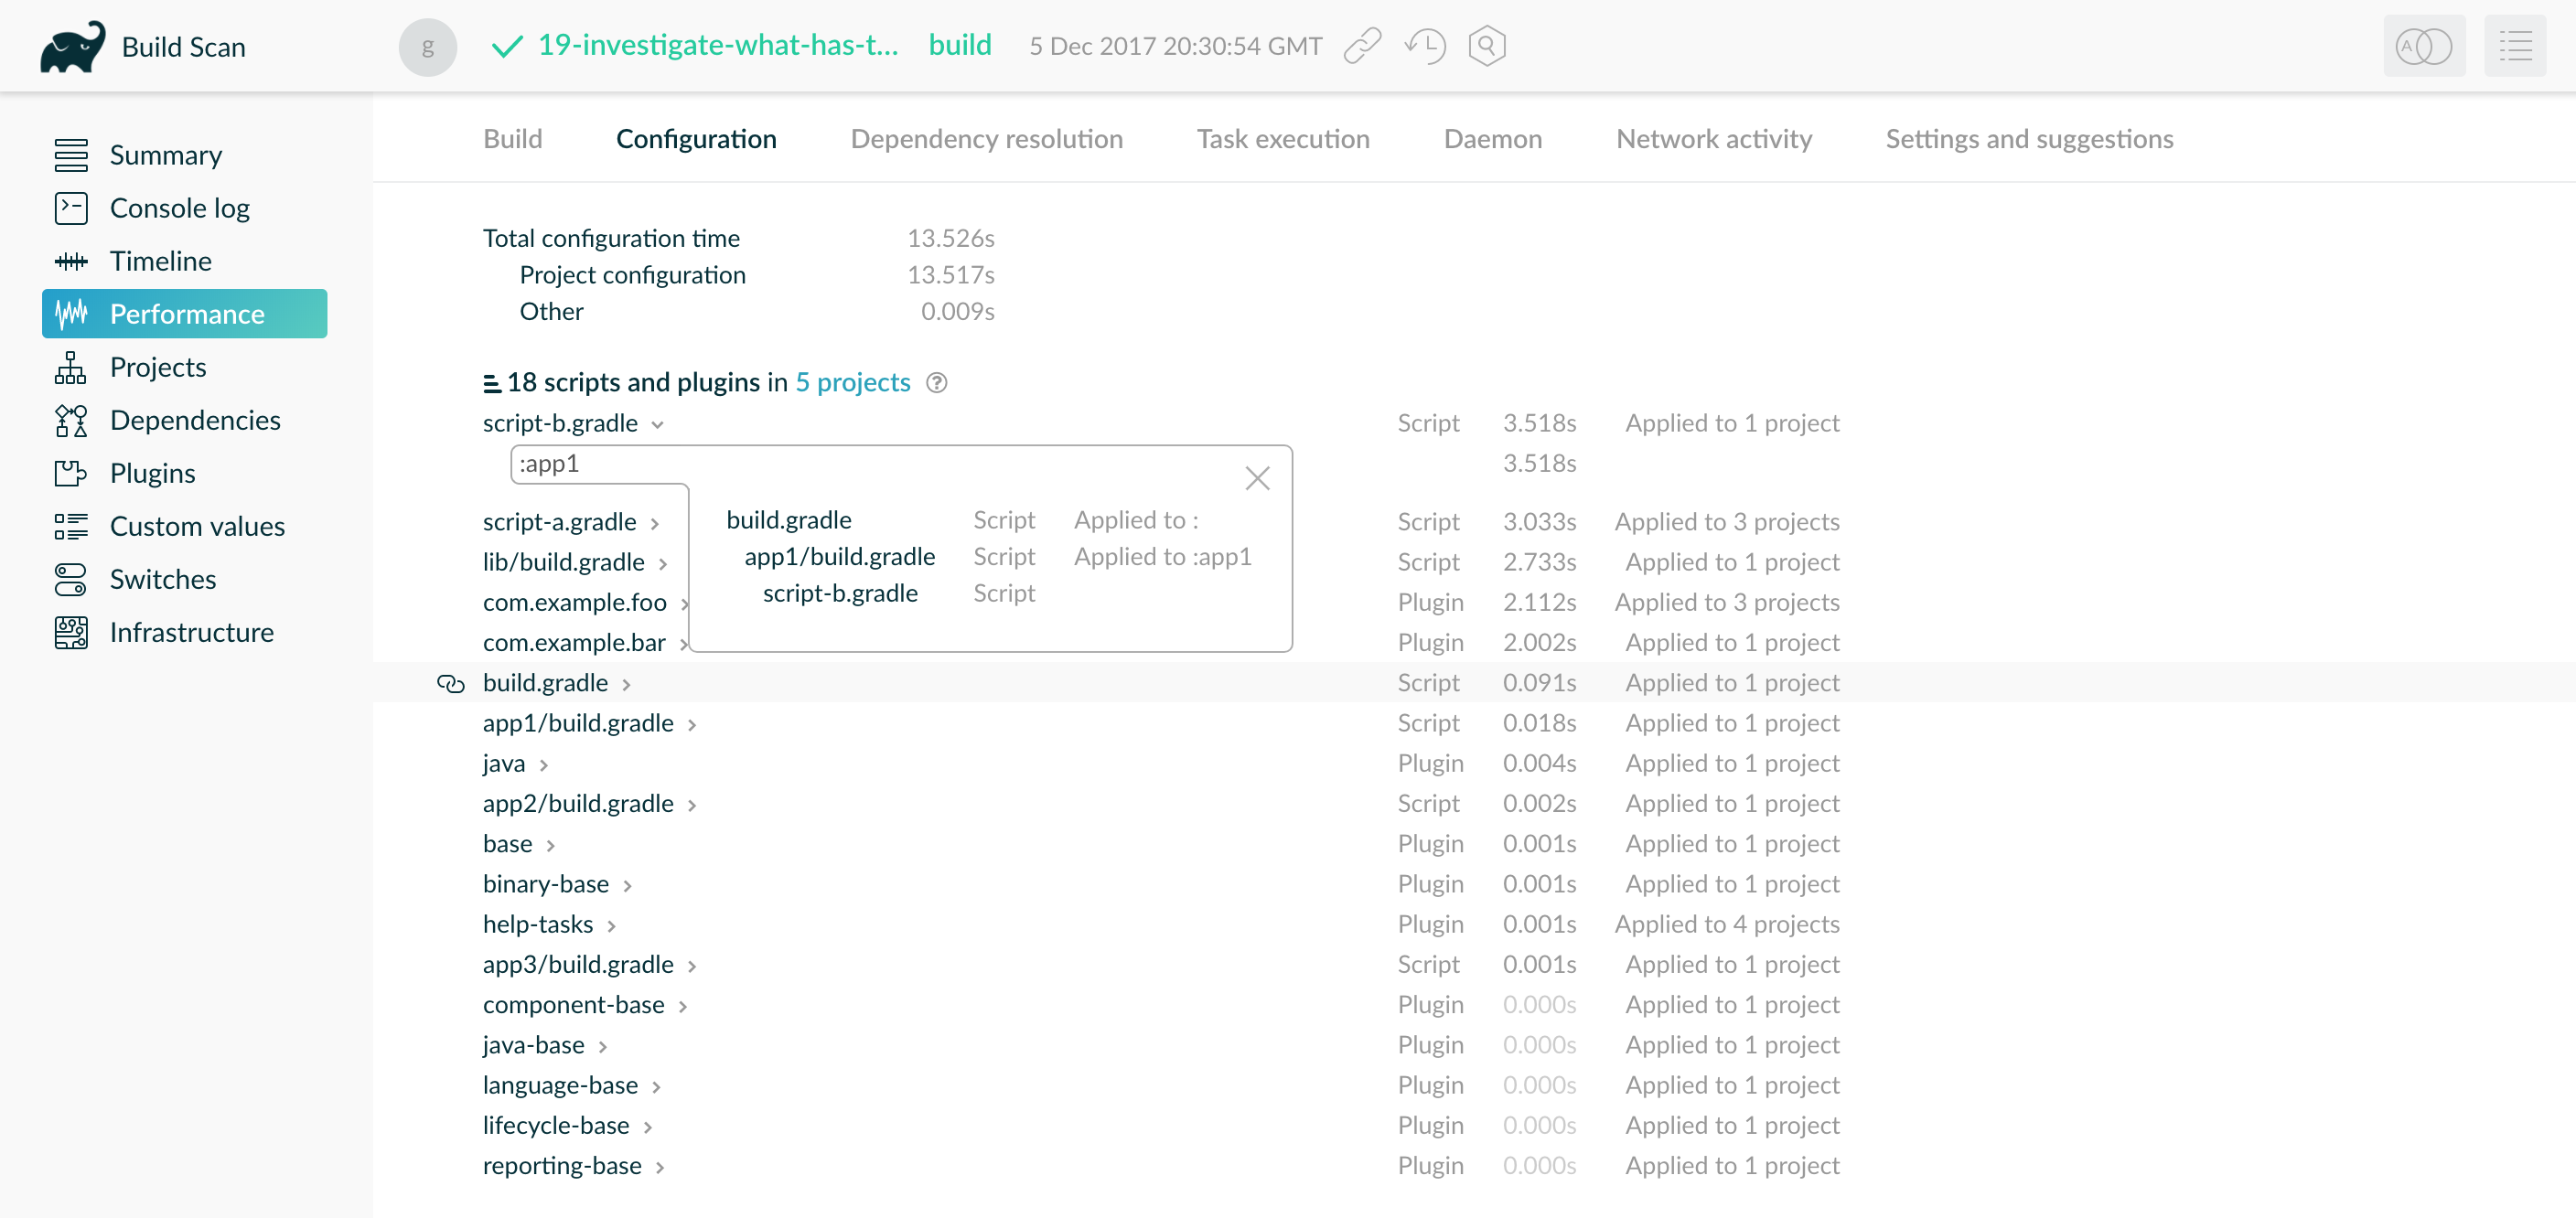 Build Scan
g 19-investigate-what-has-t... build 5 Dec 2017 20:30:54 GMT
A
Summary
Console log
Timeline
Performance
Projects
Dependencies
Plugins
Custom values
Switches
Infrastructure
Build Configuration Dependency resolution Task execution Daemon Network activity Settings and suggestions
Total configuration time 13.526s
Project configuration 13.517s
Other 0.009s
18 scripts and plugins in 5 projects ?
script-b.gradle Script 3.518s Applied to 1 project
:app1 3.518s
build.gradle Script Applied to :
app1/build.gradle Script Applied to :app1
script-b.gradle Script
script-a.gradle Script 3.033s Applied to 3 projects
lib/build.gradle Script 2.733s Applied to 1 project
com.example.foo Plugin 2.112s Applied to 3 projects
com.example.bar Plugin 2.002s Applied to 1 project
build.gradle Script 0.091s Applied to 1 project
app1/build.gradle Script 0.018s Applied to 1 project
java Plugin 0.004s Applied to 1 project
app2/build.gradle Script 0.002s Applied to 1 project
base Plugin 0.001s Applied to 1 project
binary-base Plugin 0.001s Applied to 1 project
help-tasks Plugin 0.001s Applied to 4 projects
app3/build.gradle Script 0.001s Applied to 1 project
component-base Plugin 0.000s Applied to 1 project
java-base Plugin 0.000s Applied to 1 project
language-base Plugin 0.000s Applied to 1 project
lifecycle-base Plugin 0.000s Applied to 1 project
reporting-base Plugin 0.000s Applied to 1 project